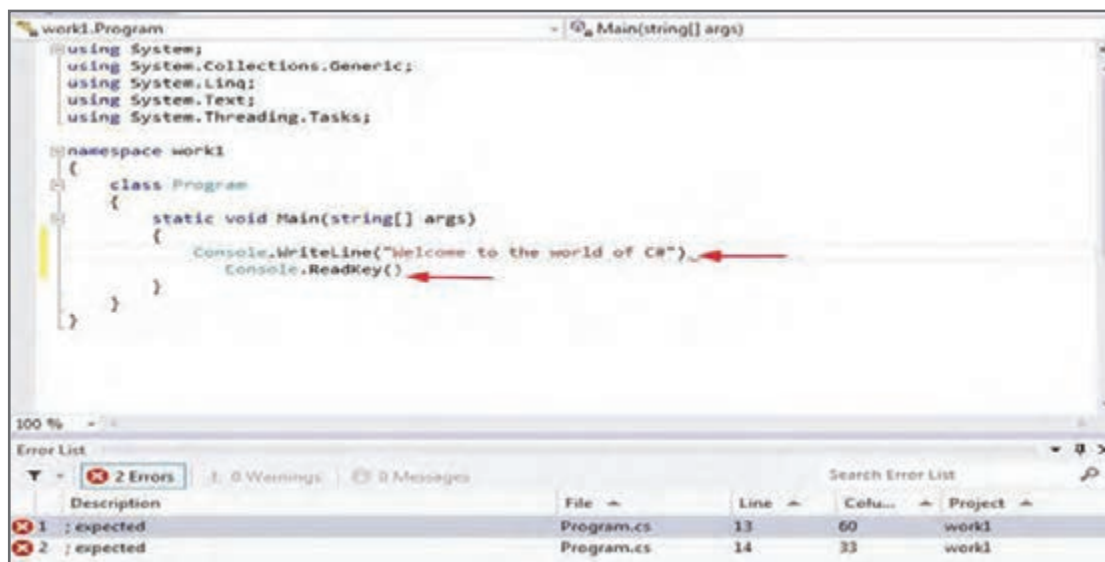 work1.Program Main(string[] args)
using System;
using System.Collections.Generic;
using System.Linq;
using System.Text;
using System.Threading.Tasks;
namespace work1
{
class Program
{
static void Main(string[] args)
{
Console.WriteLine("Welcome to the world of C#")
Console.ReadKey()
}
}
}
100 %
Error List
2 Errors 0 Warnings 0 Messages Search Error List
Description File Line Colu... Project
1 ; expected Program.cs 13 60 work1
2 ; expected Program.cs 14 33 work1